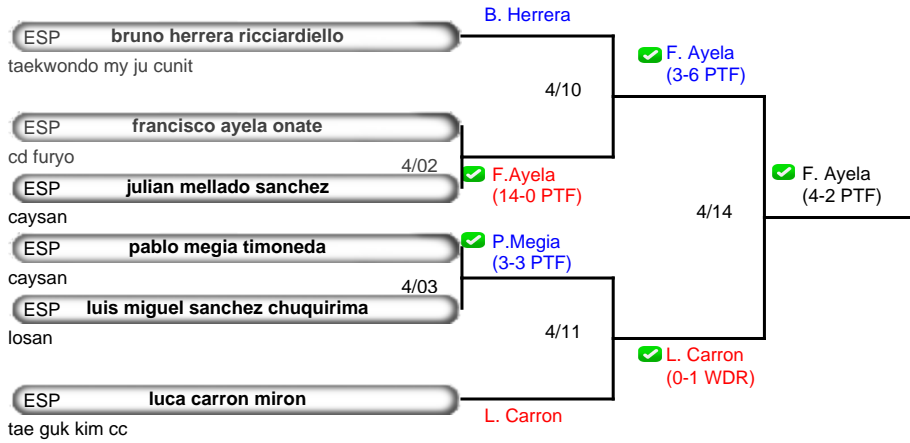 B. Herrera
ESP bruno herrera ricciardiello
taekwondo my ju cunit
F. Ayela
(3-6 PTF)
4/10
ESP francisco ayela onate
cd furyo
4/02
F.Ayela
(14-0 PTF)
F. Ayela
(4-2 PTF)
ESP julian mellado sanchez
caysan
4/14
ESP pablo megia timoneda
P.Megia
(3-3 PTF)
caysan
4/03
ESP luis miguel sanchez chuquirima
losan
4/11
L. Carron
(0-1 WDR)
ESP luca carron miron
L. Carron
tae guk kim cc